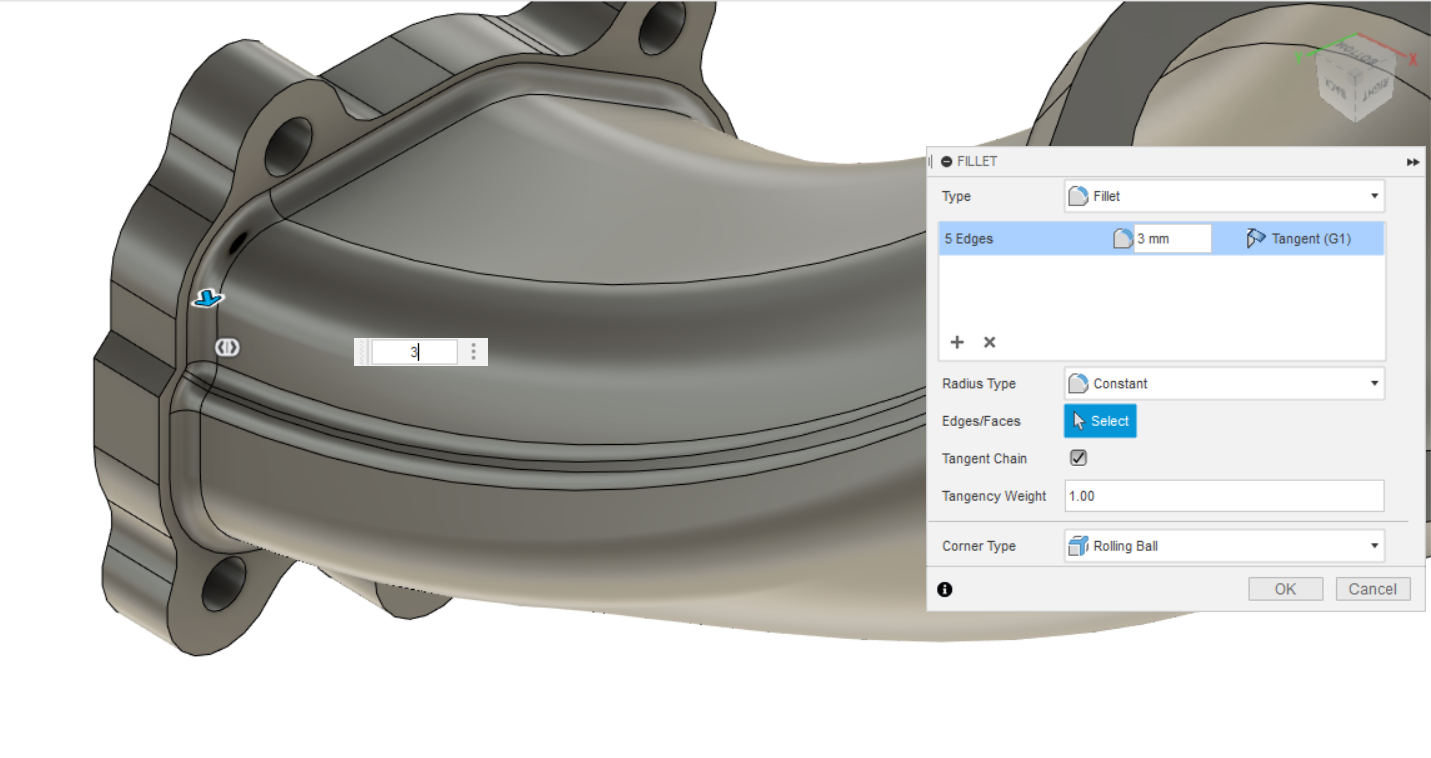 BOTTOM
X
Y
BACK
RIGHT
FILLET
Type
Fillet
5 Edges
3 mm
Tangent (G1)
3
Radius Type
Constant
Edges/Faces
Select
Tangent Chain
Tangency Weight
1.00
Corner Type
Rolling Ball
OK
Cancel